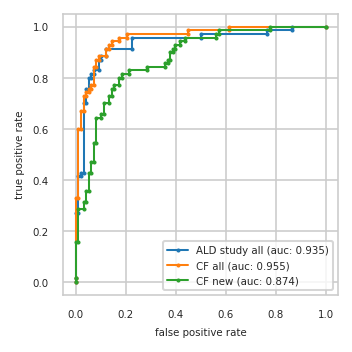 1.0
0.8
0.6
0.4
0.2
0.0
true positive rate
ALD study all (auc: 0.935)
CF all (auc: 0.955)
CF new (auc: 0.874)
0.0 0.2 0.4 0.6 0.8 1.0
false positive rate